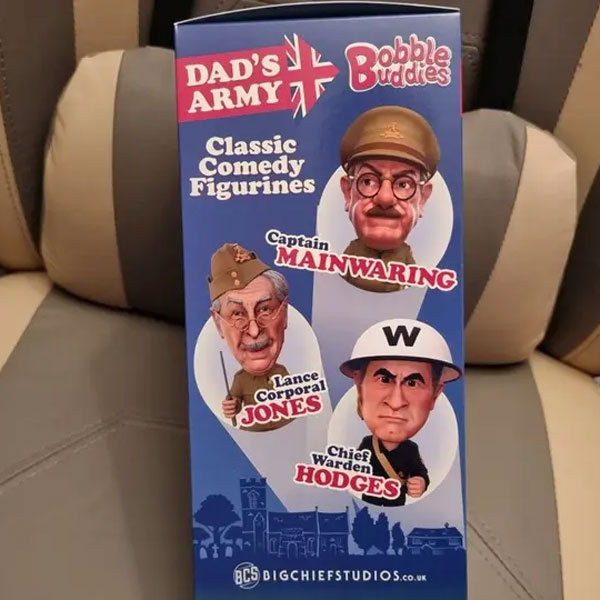 DAD'S
ARMY
Bobble
Buddies
Classic
Comedy
Figurines
Captain
MAINWARING
W
Lance
Corporal
JONES
Chief
Warden
HODGES
BCS BIGCHIEFSTUDIOS.CO.UK